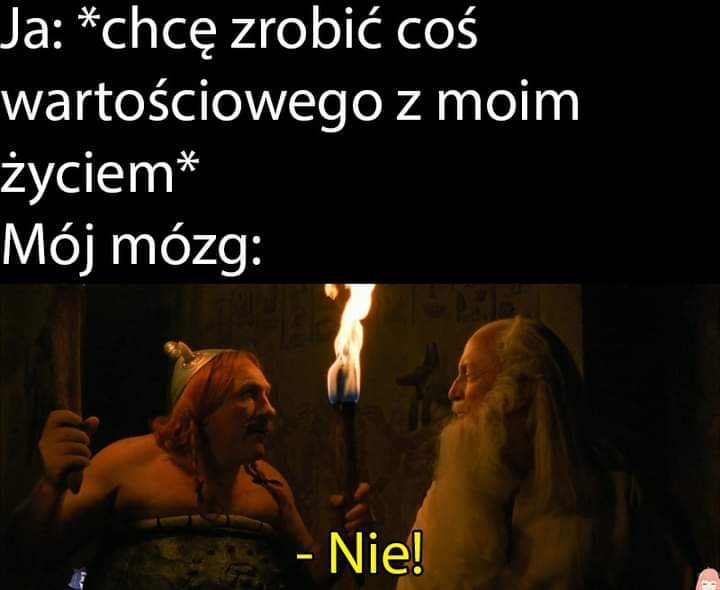 Ja: *chcę zrobić coś
wartościowego z moim
życiem*
Mój mózg:
- Nie!